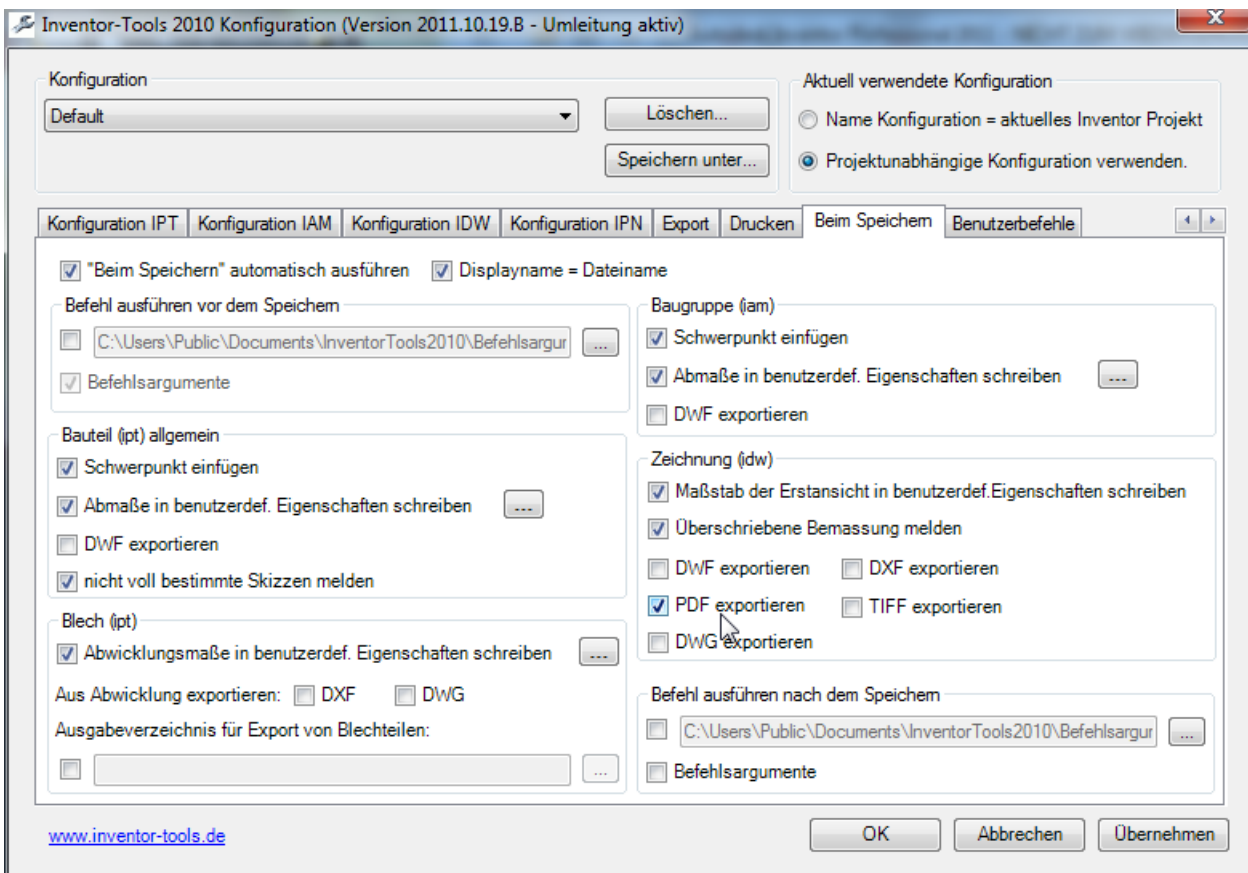 Inventor-Tools 2010 Konfiguration (Version 2011.10.19.B - Umleitung aktiv)
Konfiguration
Default
Löschen...
Speichern unter...
Aktuell verwendete Konfiguration
Name Konfiguration = aktuelles Inventor Projekt
Projektunabhängige Konfiguration verwenden.
Konfiguration IPT Konfiguration IAM Konfiguration IDW Konfiguration IPN Export Drucken Beim Speichern Benutzerbefehle
"Beim Speichern" automatisch ausführen Displayname = Dateiname
Befehl ausführen vor dem Speichern
C:\Users\Public\Documents\InventorTools2010\Befehlsargur ...
Befehlsargumente
Bauteil (ipt) allgemein
Schwerpunkt einfügen
Abmaße in benutzerdef. Eigenschaften schreiben ...
DWF exportieren
nicht voll bestimmte Skizzen melden
Blech (ipt)
Abwicklungsmaße in benutzerdef. Eigenschaften schreiben ...
Aus Abwicklung exportieren: DXF DWG
Ausgabeverzeichnis für Export von Blechteilen:
...
Baugruppe (iam)
Schwerpunkt einfügen
Abmaße in benutzerdef. Eigenschaften schreiben ...
DWF exportieren
Zeichnung (idw)
Maßstab der Erstansicht in benutzerdef.Eigenschaften schreiben
Überschriebene Bemassung melden
DWF exportieren DXF exportieren
PDF exportieren TIFF exportieren
DWG exportieren
Befehl ausführen nach dem Speichern
C:\Users\Public\Documents\InventorTools2010\Befehlsargur ...
Befehlsargumente
www.inventor-tools.de
OK Abbrechen Übernehmen